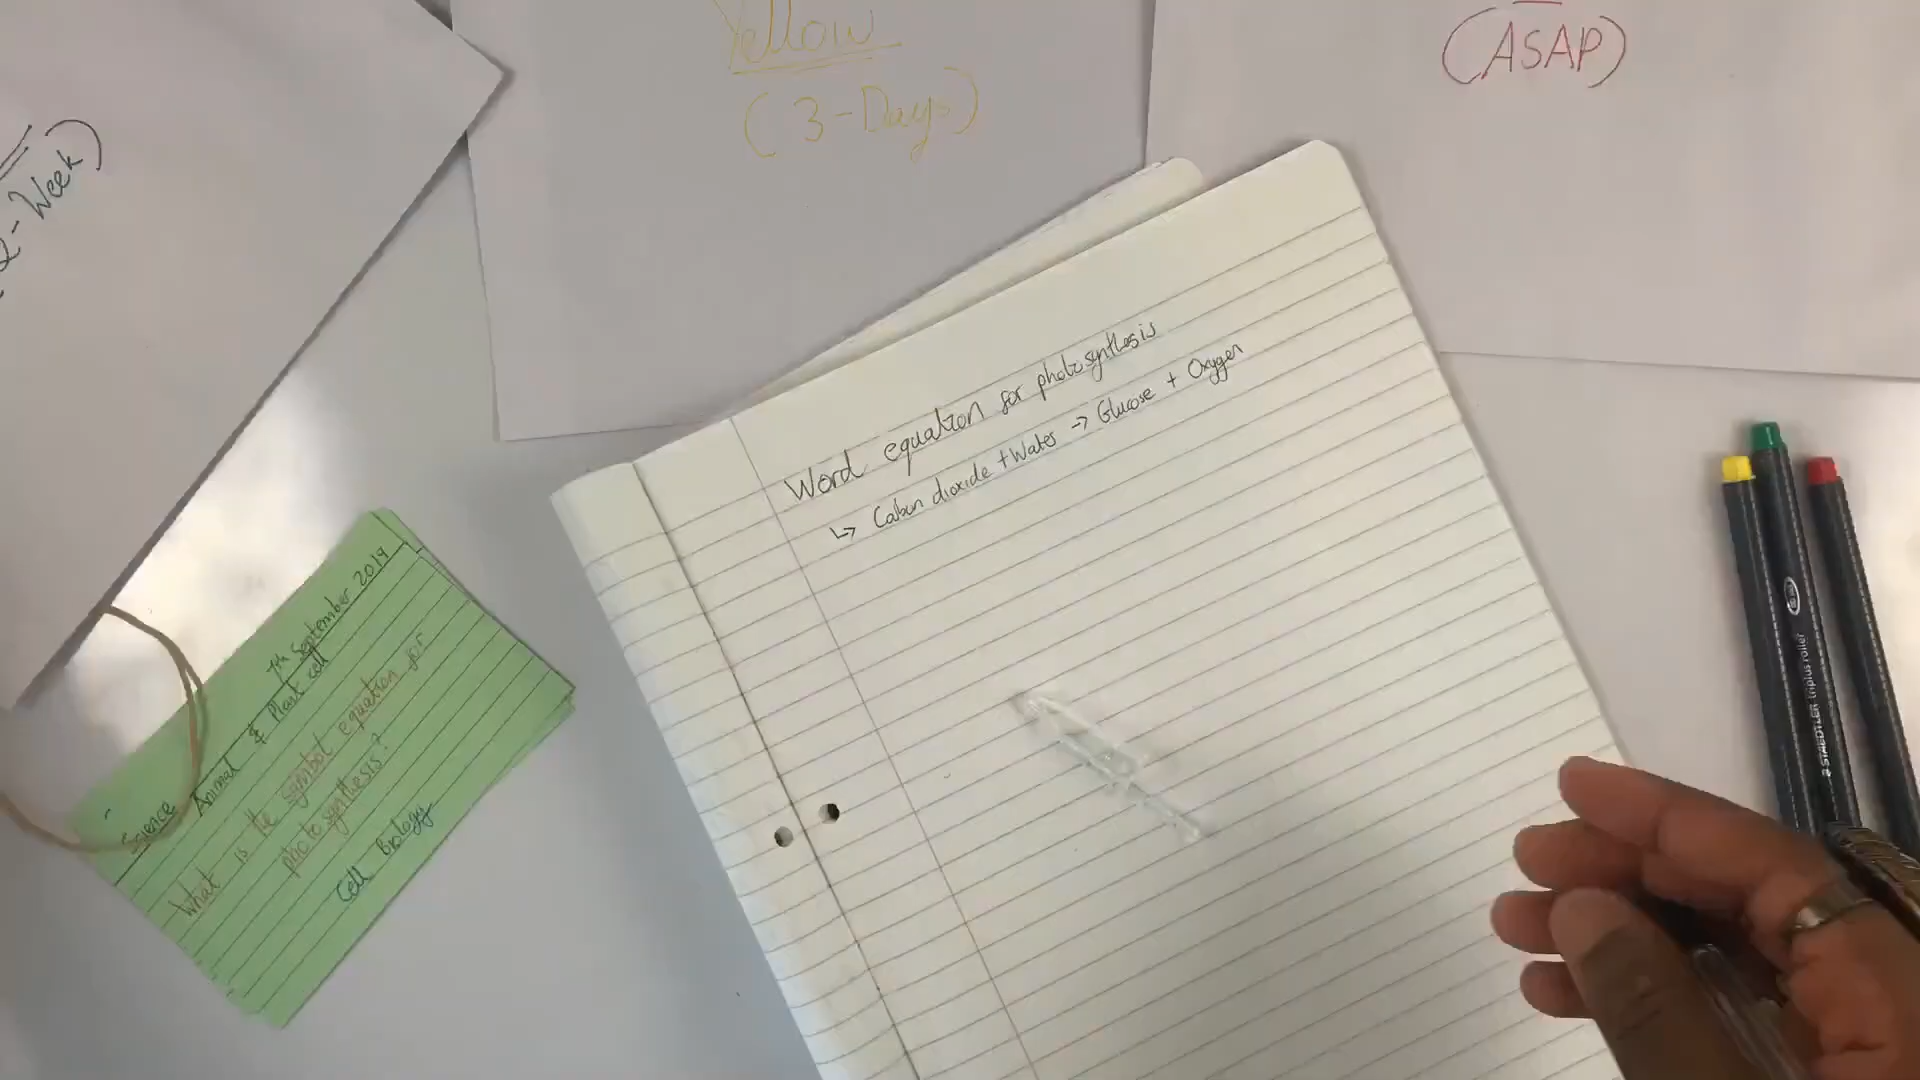 2-Week)
Yellow
(3-Days)
(ASAP)
Word equation for photosynthesis
↳ Carbon dioxide + Water → Glucose + Oxygen
7th September 2019
Science Animal & Plant cell
What is the symbol equation for
photosynthesis?
Cell Biology
STAEDTLER triplus roller